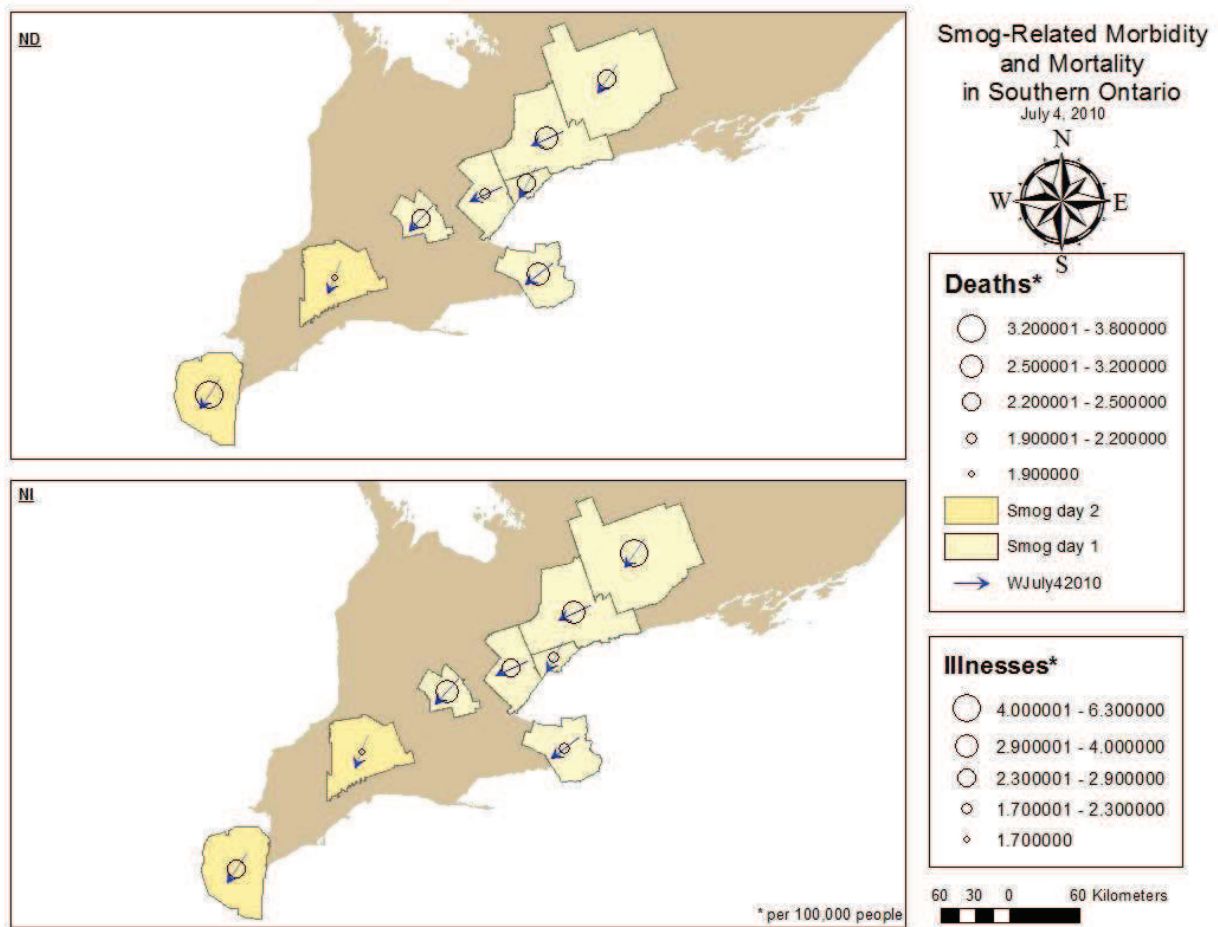 ND
NI
* per 100,000 people
Smog-Related Morbidity
and Mortality
in Southern Ontario
July 4, 2010
N
W E
S
Deaths*
3.200001 - 3.800000
2.500001 - 3.200000
2.200001 - 2.500000
1.900001 - 2.200000
1.900000
Smog day 2
Smog day 1
WJuly42010
Illnesses*
4.000001 - 6.300000
2.900001 - 4.000000
2.300001 - 2.900000
1.700001 - 2.300000
1.700000
60 30 0 60 Kilometers